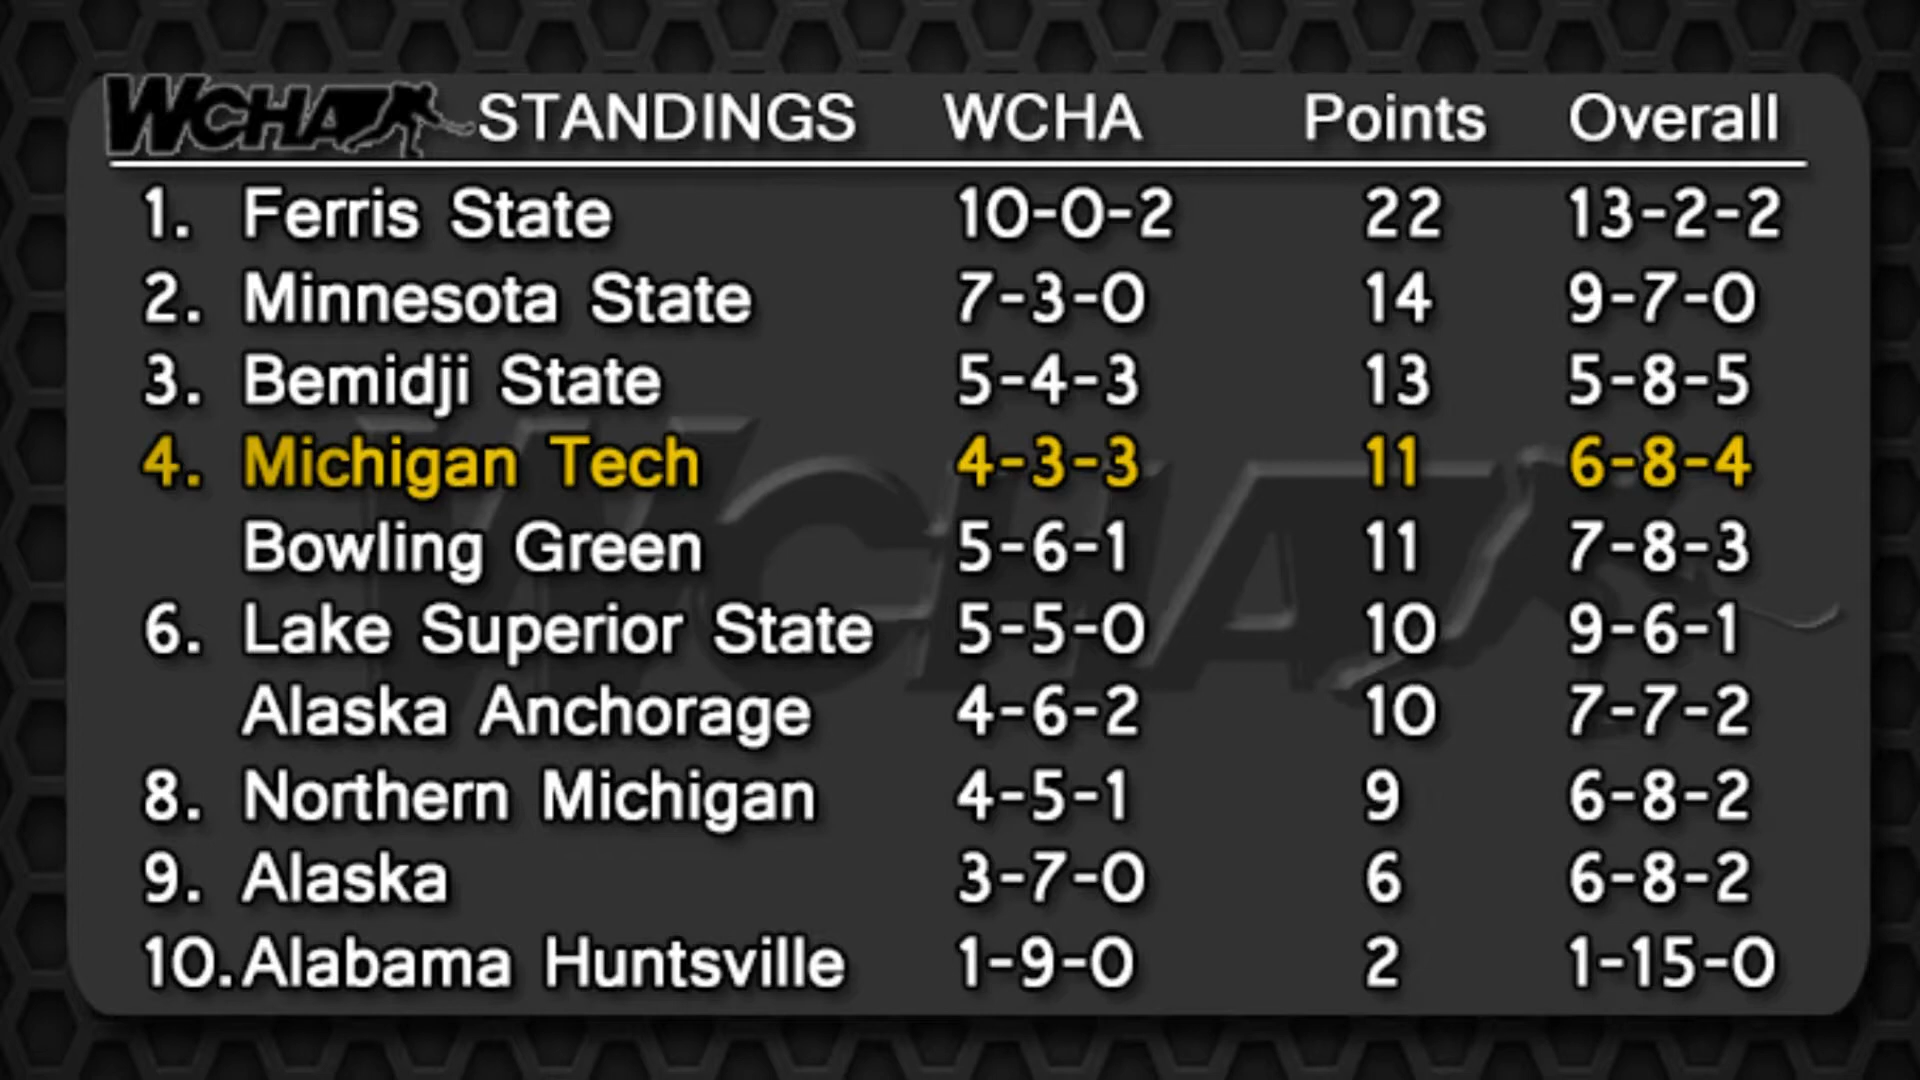 WCHA STANDINGS WCHA Points Overall
1. Ferris State 10-0-2 22 13-2-2
2. Minnesota State 7-3-0 14 9-7-0
3. Bemidji State 5-4-3 13 5-8-5
4. Michigan Tech 4-3-3 11 6-8-4
Bowling Green 5-6-1 11 7-8-3
6. Lake Superior State 5-5-0 10 9-6-1
Alaska Anchorage 4-6-2 10 7-7-2
8. Northern Michigan 4-5-1 9 6-8-2
9. Alaska 3-7-0 6 6-8-2
10. Alabama Huntsville 1-9-0 2 1-15-0
WCHA